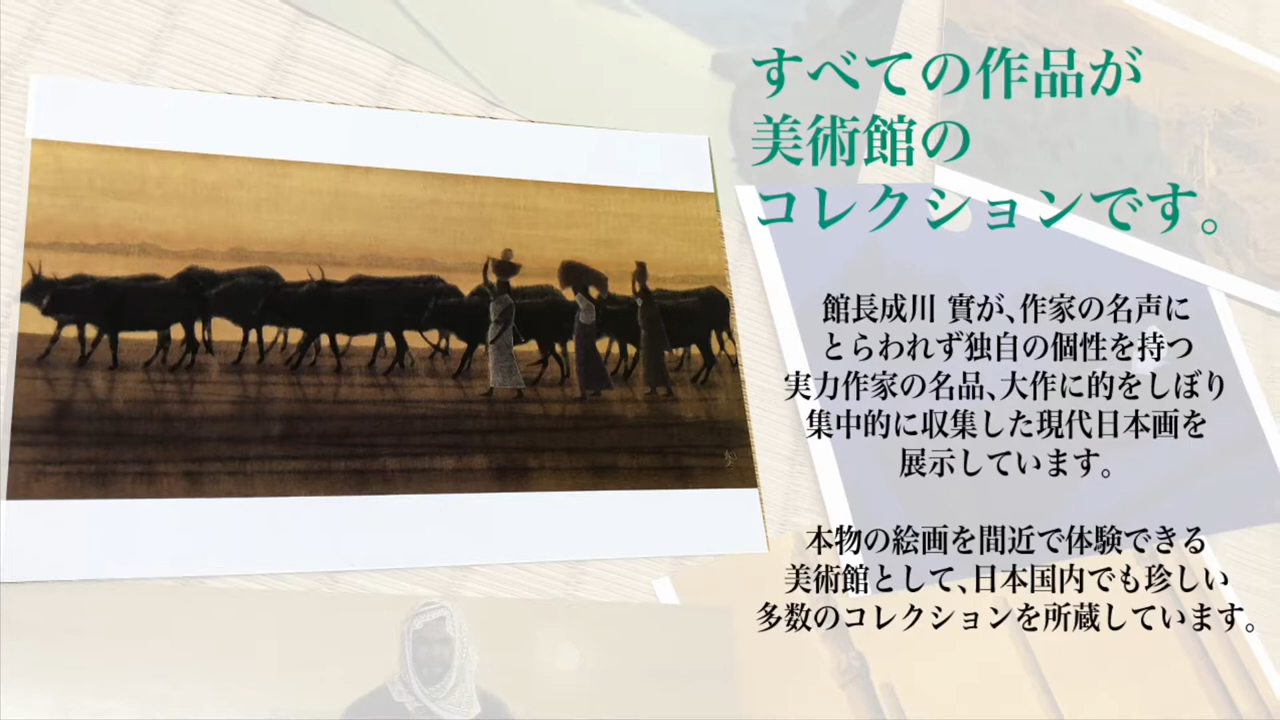 すべての作品が
美術館の
コレクションです。
館長成川 實が、作家の名声に
とらわれず独自の個性を持つ
実力作家の名品、大作に的をしぼり
集中的に収集した現代日本画を
展示しています。
本物の絵画を間近で体験できる
美術館として、日本国内でも珍しい
多数のコレクションを所蔵しています。